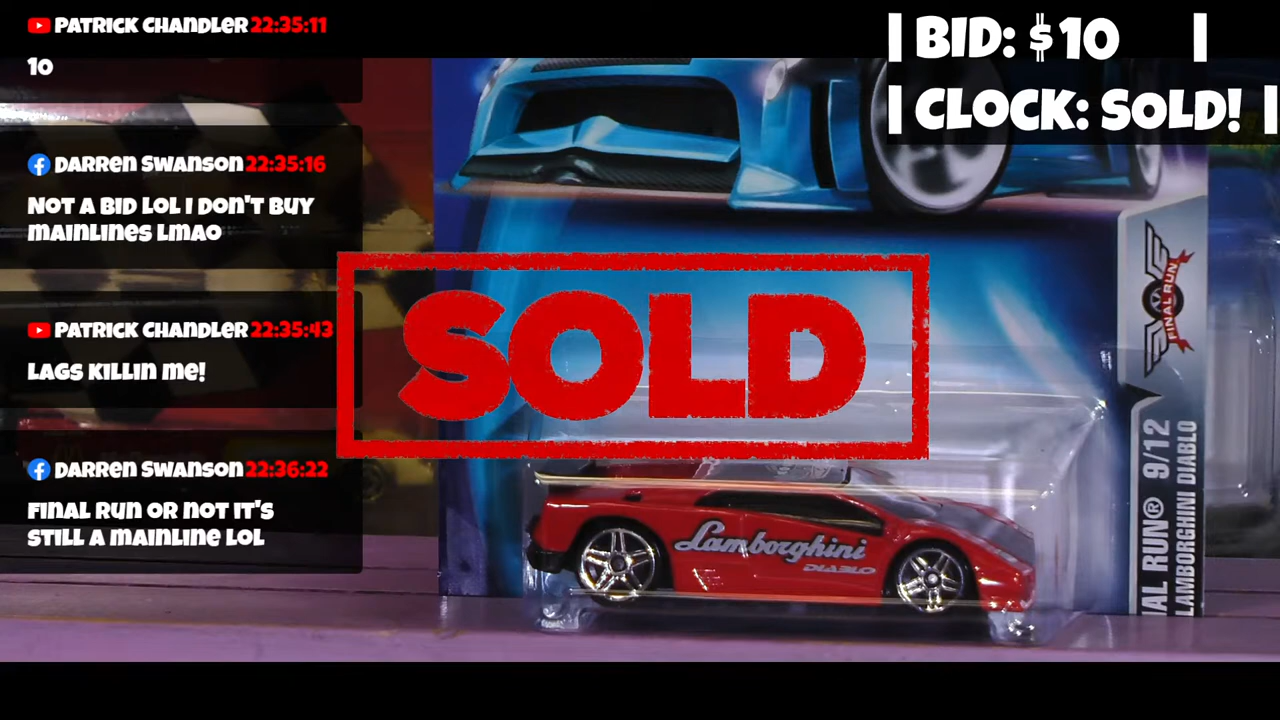 PATRICK CHANDLER 22:35:11
10
DARREN SWANSON 22:35:16
NOT A BID LOL I DON'T BUY
MAINLINES LMAO
PATRICK CHANDLER 22:35:43
LAGS KILLIN ME!
DARREN SWANSON 22:36:22
FINAL RUN OR NOT IT'S
STILL A MAINLINE LOL
| BID: $10 |
| CLOCK: SOLD! |
SOLD
FINAL RUN
AL RUN® 9/12
LAMBORGHINI DIABLO
Lamborghini
DIABLO